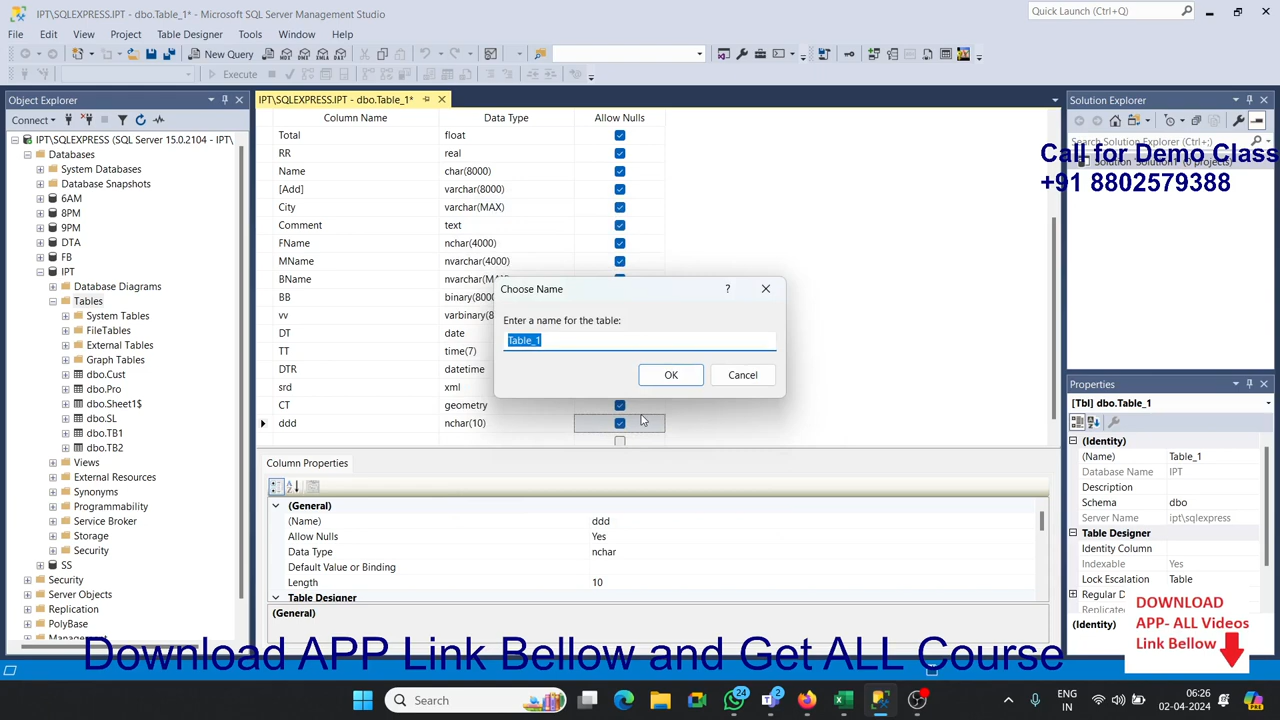 IPT\SQLEXPRESS.IPT - dbo.Table_1* - Microsoft SQL Server Management Studio
Quick Launch (Ctrl+Q)
File Edit View Project Table Designer Tools Window Help
New Query
Execute
Object Explorer
Connect
IPT\SQLEXPRESS (SQL Server 15.0.2104 - IPT\
Databases
System Databases
Database Snapshots
6AM
8PM
9PM
DTA
FB
IPT
Database Diagrams
Tables
System Tables
FileTables
External Tables
Graph Tables
dbo.Cust
dbo.Pro
dbo.Sheet1$
dbo.SL
dbo.TB1
dbo.TB2
Views
External Resources
Synonyms
Programmability
Service Broker
Storage
Security
SS
Security
Server Objects
Replication
PolyBase
Management
IPT\SQLEXPRESS.IPT - dbo.Table_1*
Column Name Data Type Allow Nulls
Total float
RR real
Name char(8000)
[Add] varchar(8000)
City varchar(MAX)
Comment text
FName nchar(4000)
MName nvarchar(4000)
BName nvarchar(M
BB binary(8000
vv varbinary(8
DT date
TT time(7)
DTR datetime
srd xml
CT geometry
ddd nchar(10)
Choose Name
?
Enter a name for the table:
Table_1
OK Cancel
Column Properties
(General)
(Name) ddd
Allow Nulls Yes
Data Type nchar
Default Value or Binding
Length 10
Table Designer
(General)
Solution Explorer
Call for Demo Class
+91 8802579388
Properties
[Tbl] dbo.Table_1
(Identity)
(Name) Table_1
Database Name IPT
Description
Schema dbo
Server Name ipt\sqlexpress
Table Designer
Identity Column
Indexable Yes
Lock Escalation Table
Regular D
Replicate
(Identity)
DOWNLOAD
APP- ALL Videos
Link Bellow
Download APP Link Bellow and Get ALL Course
Search
24
2
ENG
IN
06:26
02-04-2024